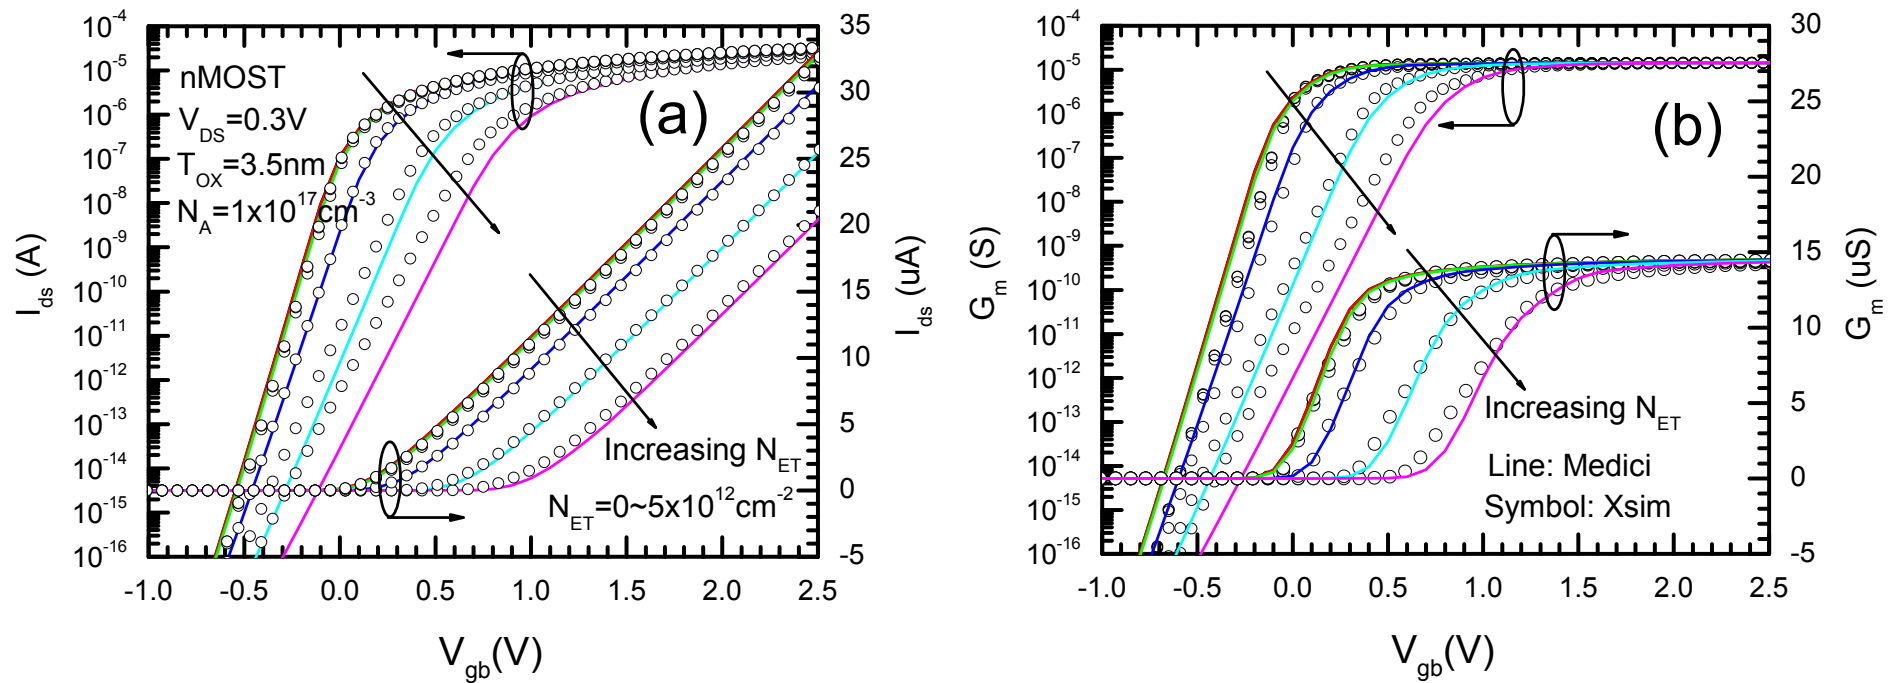 nMOST
V_DS=0.3V
T_OX=3.5nm
N_A=1x10^17cm^-3
(a)
Increasing N_ET
N_ET=0~5x10^12cm^-2
10^-4
10^-5
10^-6
10^-7
10^-8
10^-9
10^-10
10^-11
10^-12
10^-13
10^-14
10^-15
10^-16
I_ds (A)
35
30
25
20
15
10
5
0
-5
I_ds (uA)
-1.0 -0.5 0.0 0.5 1.0 1.5 2.0 2.5
V_gb(V)
(b)
Increasing N_ET
Line: Medici
Symbol: Xsim
10^-4
10^-5
10^-6
10^-7
10^-8
10^-9
10^-10
10^-11
10^-12
10^-13
10^-14
10^-15
10^-16
G_m (S)
30
25
20
15
10
5
0
-5
G_m (uS)
-1.0 -0.5 0.0 0.5 1.0 1.5 2.0 2.5
V_gb(V)